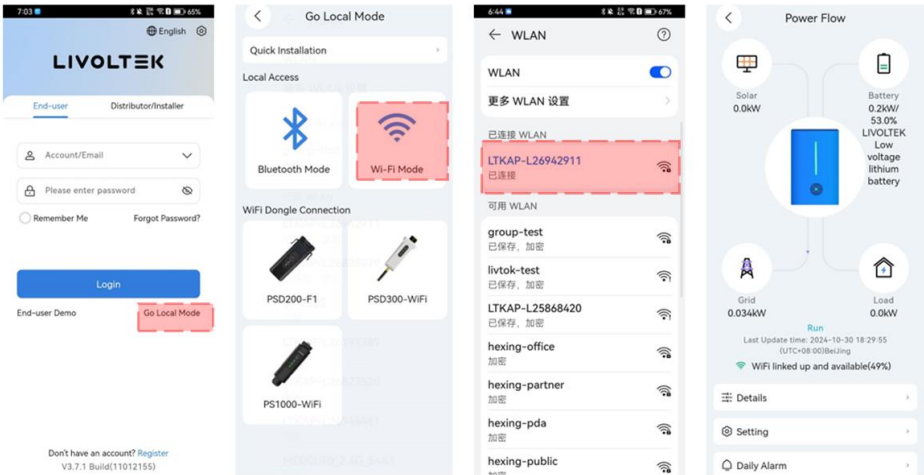 7:03
65%
English
LIVOLTEK
End-user
Distributor/Installer
Account/Email
Please enter password
Remember Me
Forgot Password?
Login
End-user Demo
Go Local Mode
Don't have an account? Register
V3.7.1 Build(11012155)
Go Local Mode
Quick Installation
Local Access
Bluetooth Mode
Wi-Fi Mode
WiFi Dongle Connection
PSD200-F1
PSD300-WiFi
PS1000-WiFi
6:44
67%
WLAN
WLAN
更多 WLAN 设置
已连接 WLAN
LTKAP-L26942911
已连接
可用 WLAN
group-test
已保存，加密
livtok-test
已保存，加密
LTKAP-L25868420
已保存，加密
hexing-office
加密
hexing-partner
加密
hexing-pda
加密
hexing-public
Power Flow
Solar
0.0kW
Battery
0.2kW/
53.0%
LIVOLTEK
Low
voltage
lithium
battery
Grid
0.034kW
Load
0.0kW
Run
Last Update time: 2024-10-30 18:29:55
(UTC+08:00)BeiJing
WiFi linked up and available(49%)
Details
Setting
Daily Alarm